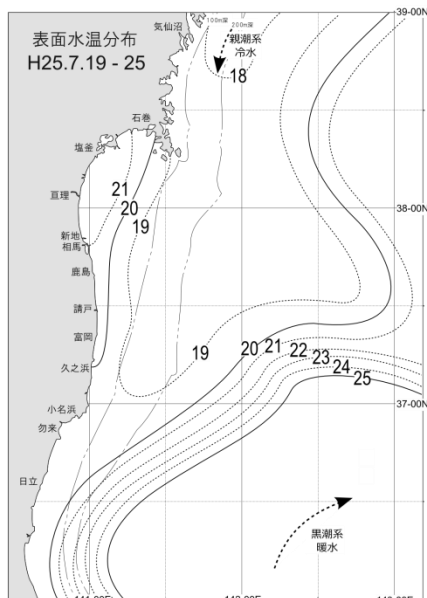 表面水温分布
H25.7.19 - 25
気仙沼
100m深
200m深
39-00N
親潮系
冷水
18
石巻
塩釜
亘理
21
20
19
38-00N
新地
相馬
鹿島
請戸
富岡
久之浜
19
20
21
22
23
24
25
37-00N
小名浜
勿来
日立
黒潮系
暖水